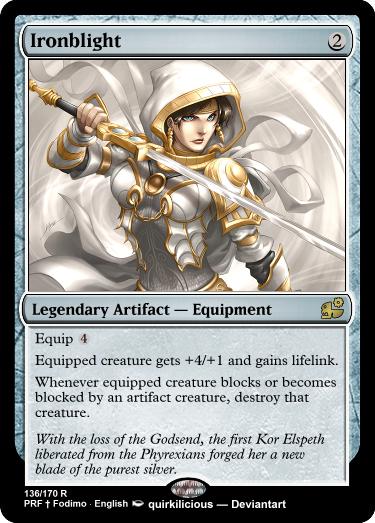 Ironblight 2
Legendary Artifact — Equipment
Equip 4
Equipped creature gets +4/+1 and gains lifelink.
Whenever equipped creature blocks or becomes
blocked by an artifact creature, destroy that
creature.
With the loss of the Godsend, the first Kor Elspeth
liberated from the Phyrexians forged her a new
blade of the purest silver.
136/170 R
PRF † Fodimo · English quirkilicious — Deviantart